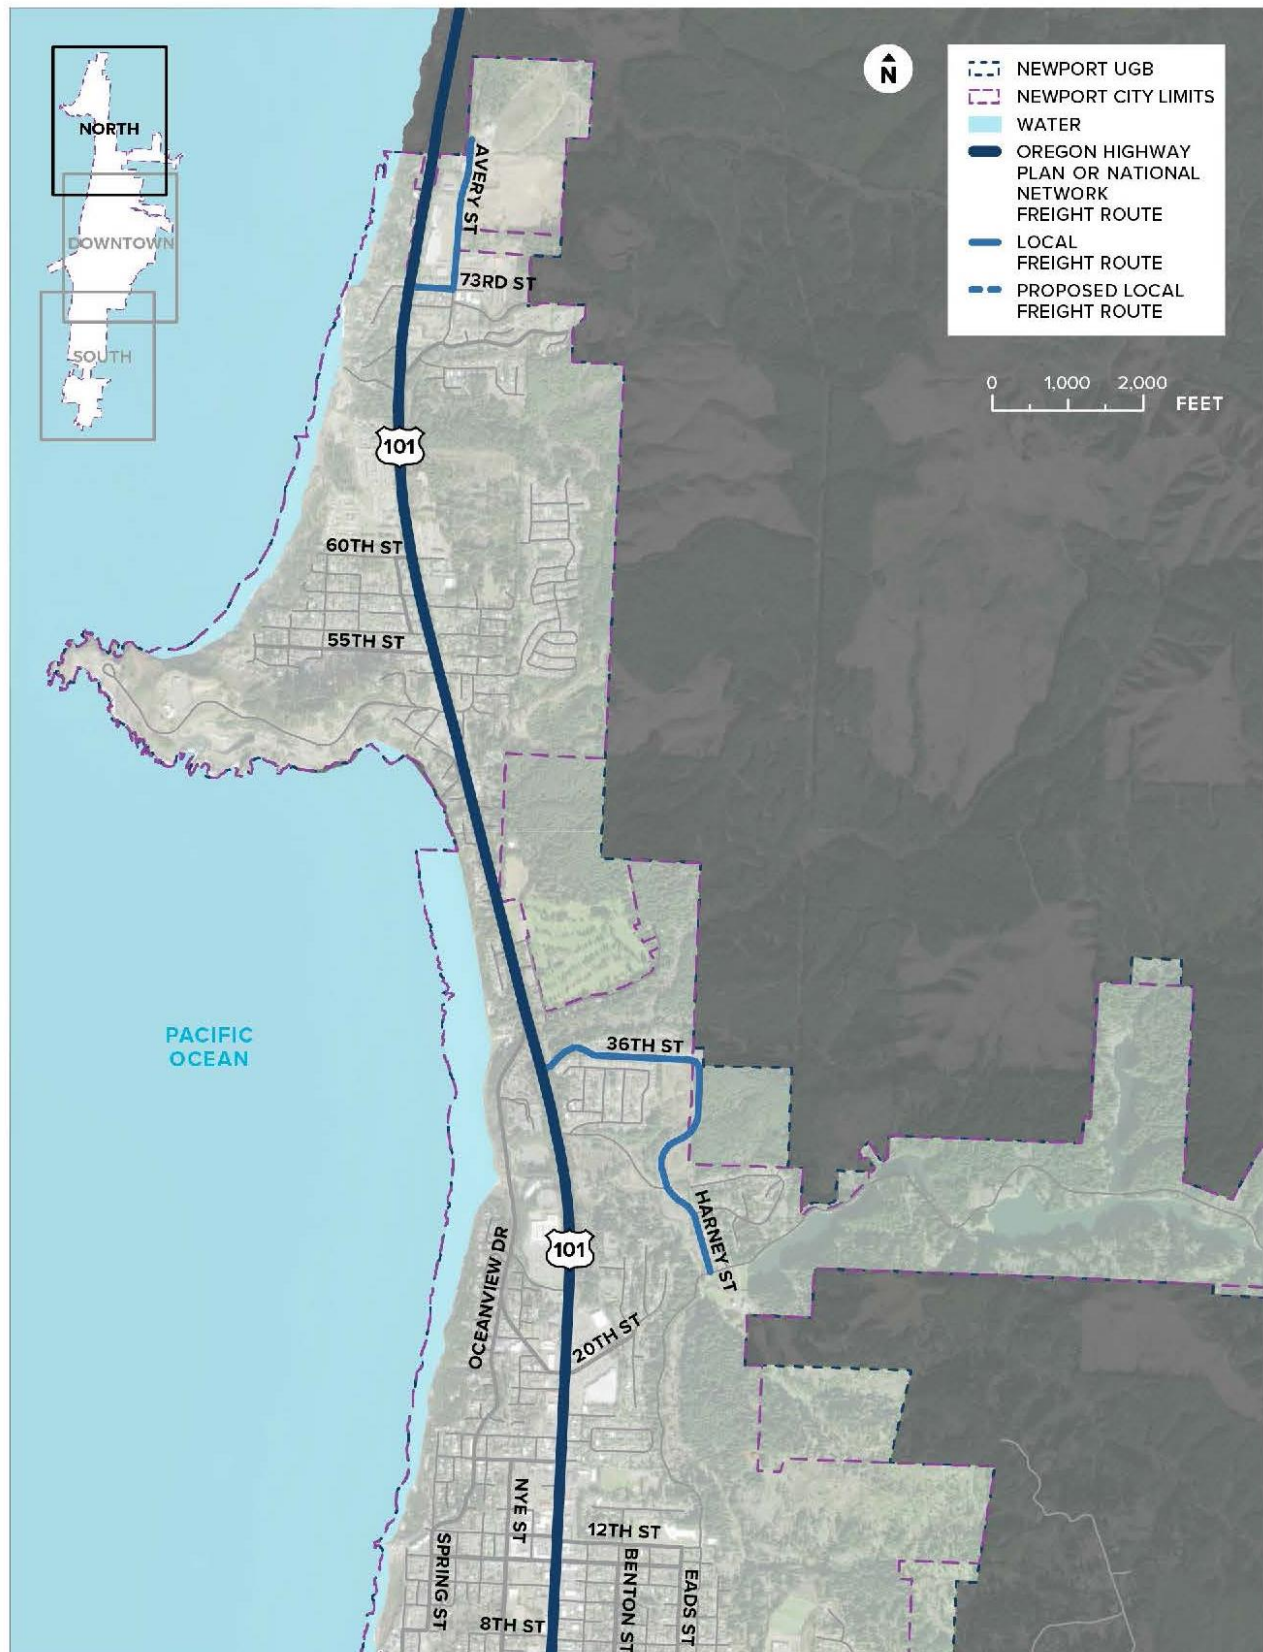 NORTH
DOWNTOWN
SOUTH
N
NEWPORT UGB
NEWPORT CITY LIMITS
WATER
OREGON HIGHWAY
PLAN OR NATIONAL
NETWORK
FREIGHT ROUTE
LOCAL
FREIGHT ROUTE
PROPOSED LOCAL
FREIGHT ROUTE
0 1,000 2,000
FEET
AVERY ST
73RD ST
101
60TH ST
55TH ST
PACIFIC
OCEAN
36TH ST
HARNEY ST
OCEANVIEW DR
101
20TH ST
NYE ST
12TH ST
SPRING ST
BENTON ST
EADS ST
8TH ST